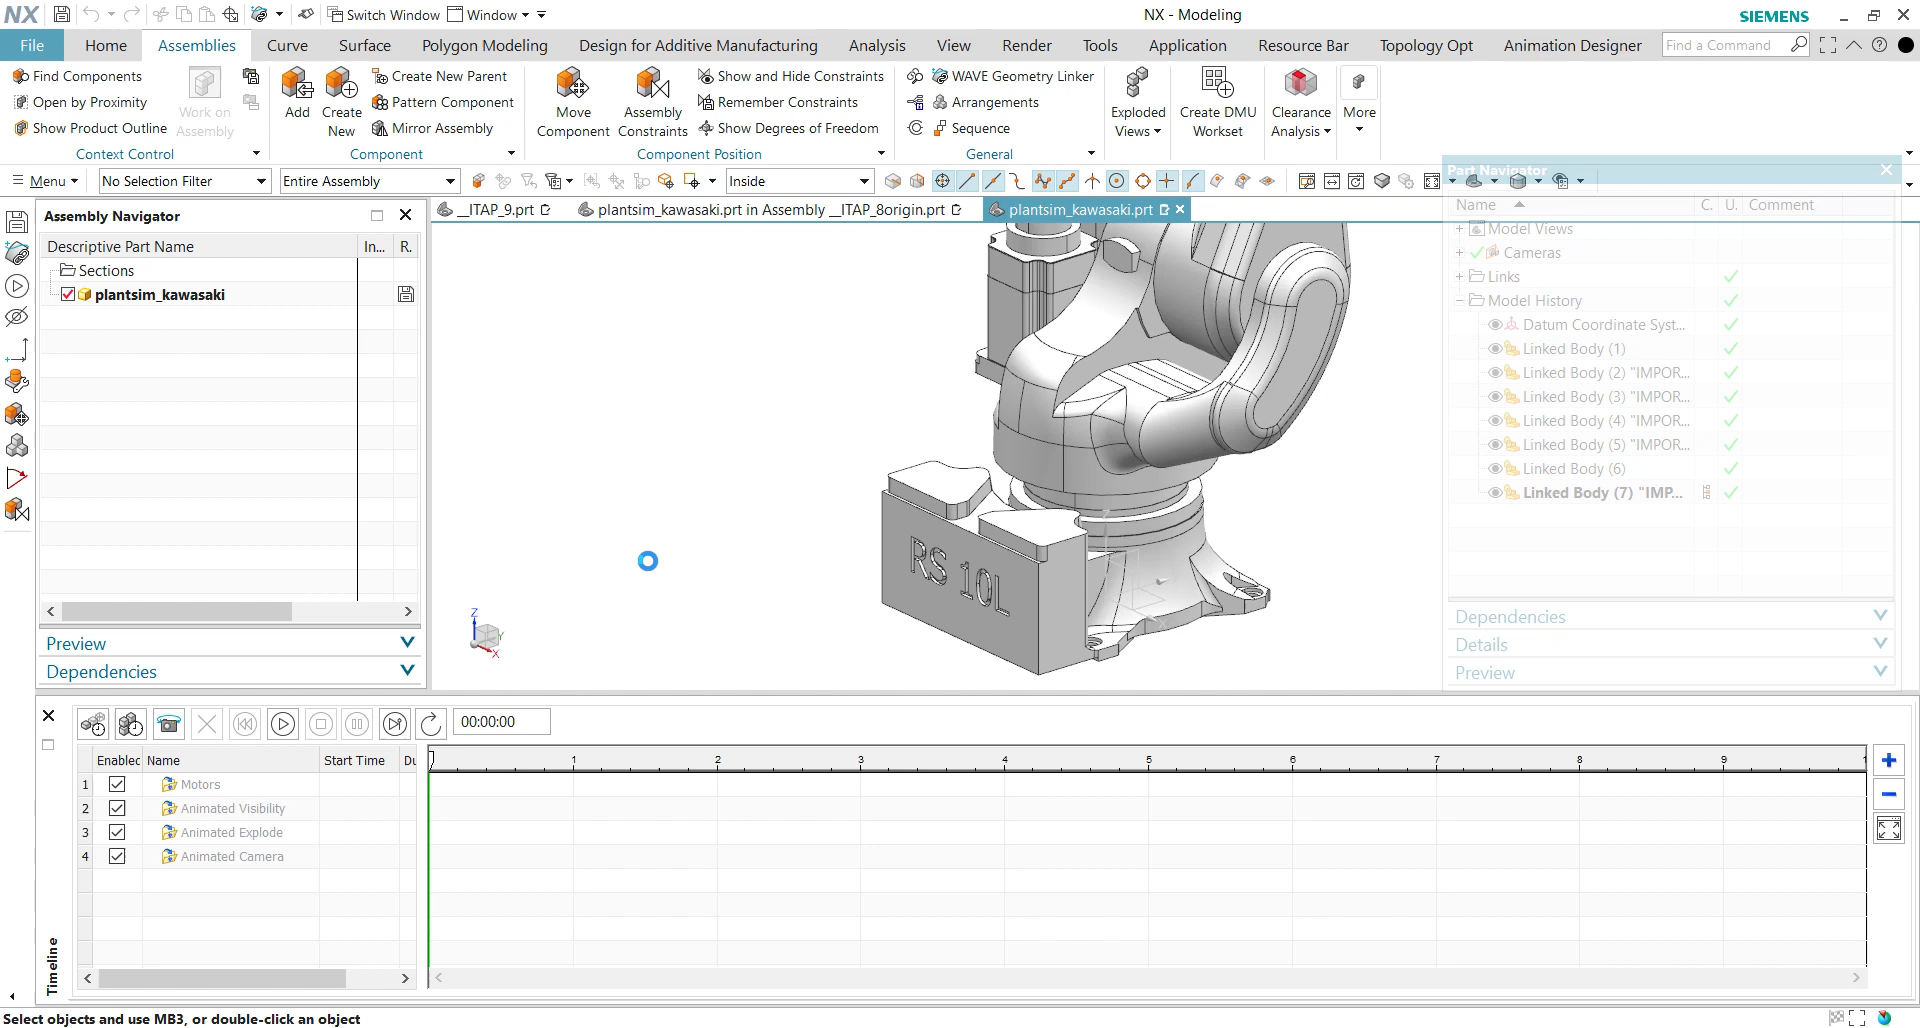 NX
Switch Window
Window
NX - Modeling
SIEMENS
File
Home
Assemblies
Curve
Surface
Polygon Modeling
Design for Additive Manufacturing
Analysis
View
Render
Tools
Application
Resource Bar
Topology Opt
Animation Designer
Find a Command
Find Components
Open by Proximity
Show Product Outline
Work on
Assembly
Context Control
Add
Create
New
Create New Parent
Pattern Component
Mirror Assembly
Component
Move
Component
Assembly
Constraints
Show and Hide Constraints
Remember Constraints
Show Degrees of Freedom
Component Position
WAVE Geometry Linker
Arrangements
Sequence
General
Exploded
Views
Create DMU
Workset
Clearance
Analysis
More
Menu
No Selection Filter
Entire Assembly
Inside
Assembly Navigator
__ITAP_9.prt
plantsim_kawasaki.prt in Assembly __ITAP_8origin.prt
plantsim_kawasaki.prt
Descriptive Part Name
In...
R.
Sections
plantsim_kawasaki
Preview
Dependencies
RS 10L
Z
Y
X
Part Navigator
Name
C.
U.
Comment
Model Views
Cameras
Links
Model History
Datum Coordinate Syst...
Linked Body (1)
Linked Body (2) "IMPOR...
Linked Body (3) "IMPOR...
Linked Body (4) "IMPOR...
Linked Body (5) "IMPOR...
Linked Body (6)
Linked Body (7) "IMP...
Dependencies
Details
Preview
00:00:00
Enabled
Name
Start Time
Du
1 2 3 4 5 6 7 8 9 1
1 Motors
2 Animated Visibility
3 Animated Explode
4 Animated Camera
Timeline
Select objects and use MB3, or double-click an object